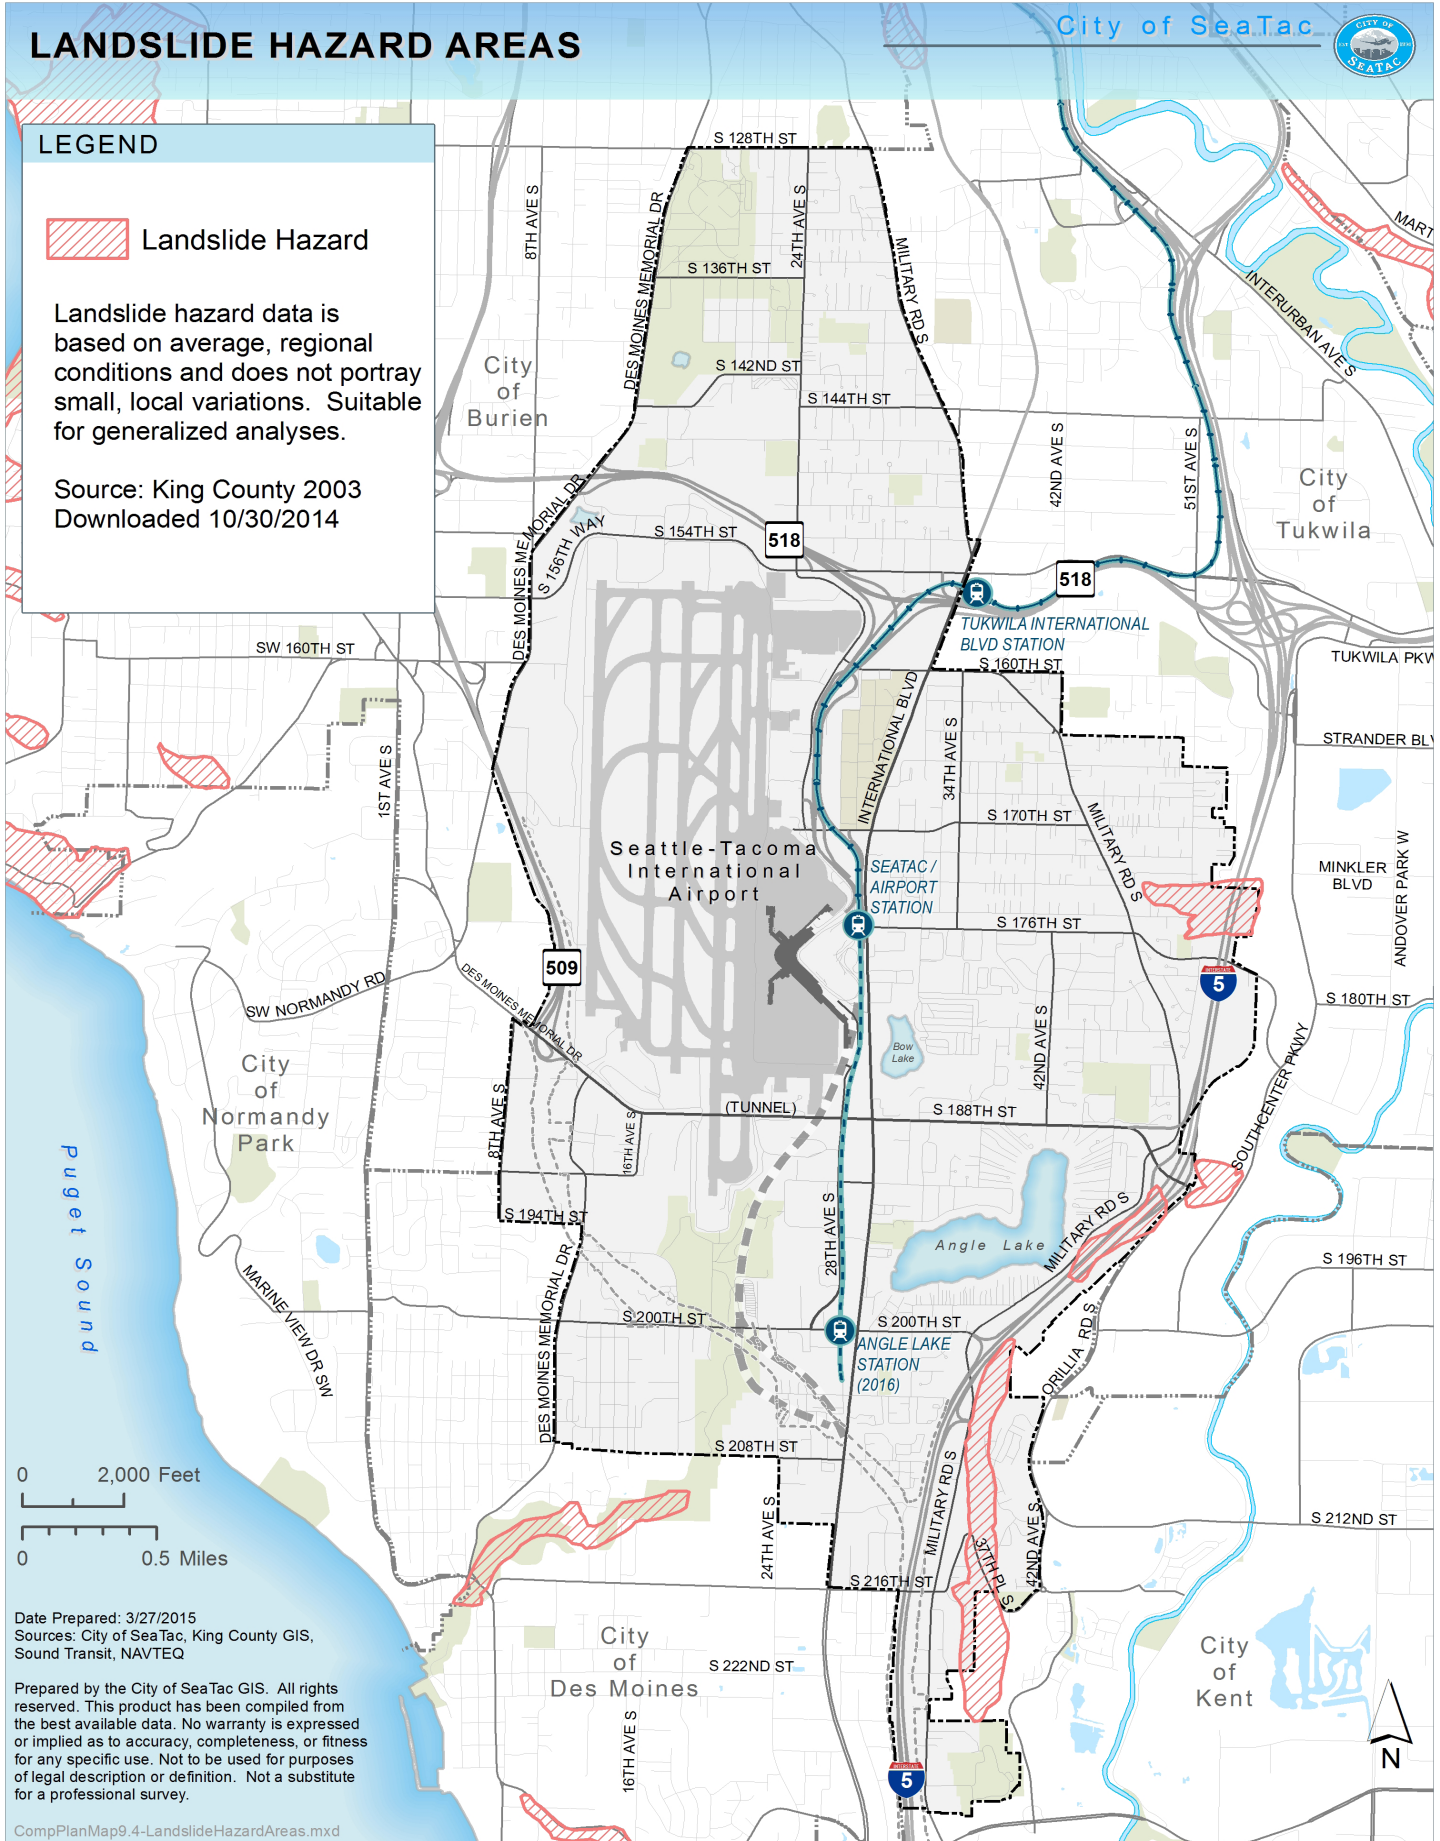 LANDSLIDE HAZARD AREAS
City of SeaTac
CITY OF
SEATAC
LEGEND
Landslide Hazard
Landslide hazard data is
based on average, regional
conditions and does not portray
small, local variations.  Suitable
for generalized analyses.
Source: King County 2003
Downloaded 10/30/2014
S 128TH ST
8TH AVE S
DES MOINES MEMORIAL DR
24TH AVE S
MILITARY RD S
S 136TH ST
MART
INTERURBAN AVE S
City
of
Burien
S 142ND ST
S 144TH ST
42ND AVE S
51ST AVE S
City
of
Tukwila
DES MOINES MEMORIAL DR
S 156TH WAY
S 154TH ST
518
518
TUKWILA INTERNATIONAL
BLVD STATION
SW 160TH ST
S 160TH ST
TUKWILA PKW
INTERNATIONAL BLVD
34TH AVE S
STRANDER BLV
1ST AVE S
S 170TH ST
MILITARY RD S
Seattle-Tacoma
International
Airport
SEATAC /
AIRPORT
STATION
MINKLER
BLVD
ANDOVER PARK W
S 176TH ST
509
INTERSTATE
5
DES MOINES MEMORIAL DR
SW NORMANDY RD
S 180TH ST
Bow
Lake
42ND AVE S
City
of
Normandy
Park
SOUTHCENTER PKWY
8TH AVE S
16TH AVE S
(TUNNEL)
S 188TH ST
Puget Sound
S 194TH ST
28TH AVE S
Angle Lake
MILITARY RD S
S 196TH ST
MARINE VIEW DR SW
DES MOINES MEMORIAL DR
S 200TH ST
S 200TH ST
ORILLIA RD S
ANGLE LAKE
STATION
(2016)
S 208TH ST
0 2,000 Feet
0 0.5 Miles
24TH AVE S
MILITARY RD S
37TH PL S
42ND AVE S
S 212ND ST
S 216TH ST
City
of
Des Moines
S 222ND ST
16TH AVE S
City
of
Kent
N
INTERSTATE
5
Date Prepared: 3/27/2015
Sources: City of SeaTac, King County GIS,
Sound Transit, NAVTEQ
Prepared by the City of SeaTac GIS.  All rights
reserved. This product has been compiled from
the best available data. No warranty is expressed
or implied as to accuracy, completeness, or fitness
for any specific use. Not to be used for purposes
of legal description or definition.  Not a substitute
for a professional survey.
CompPlanMap9.4-LandslideHazardAreas.mxd